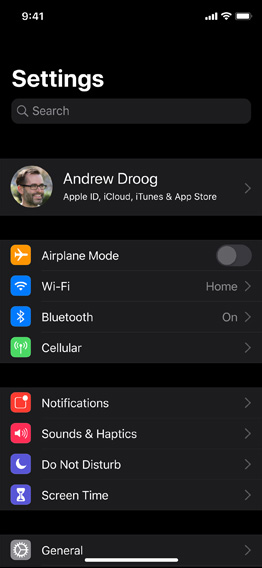 9:41
Settings
Search
Andrew Droog
Apple ID, iCloud, iTunes & App Store
Airplane Mode
Wi-Fi Home
Bluetooth On
Cellular
Notifications
Sounds & Haptics
Do Not Disturb
Screen Time
General